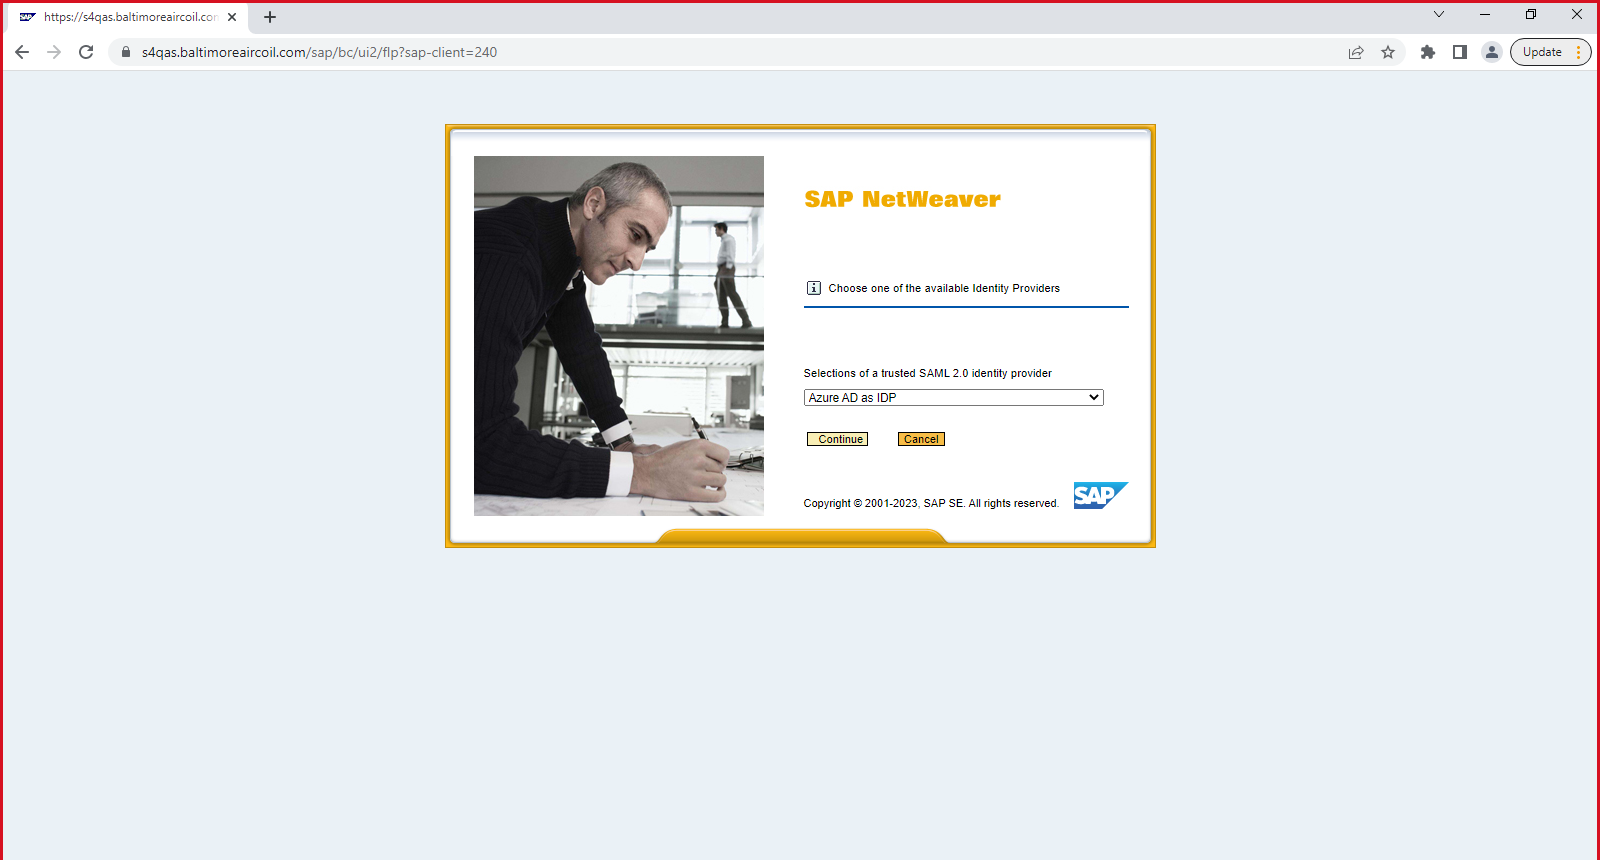 SAP https://s4qas.baltimoreaircoil.con
s4qas.baltimoreaircoil.com/sap/bc/ui2/flp?sap-client=240
Update
SAP NetWeaver
Choose one of the available Identity Providers
Selections of a trusted SAML 2.0 identity provider
Azure AD as IDP
Continue Cancel
Copyright © 2001-2023, SAP SE. All rights reserved. SAP